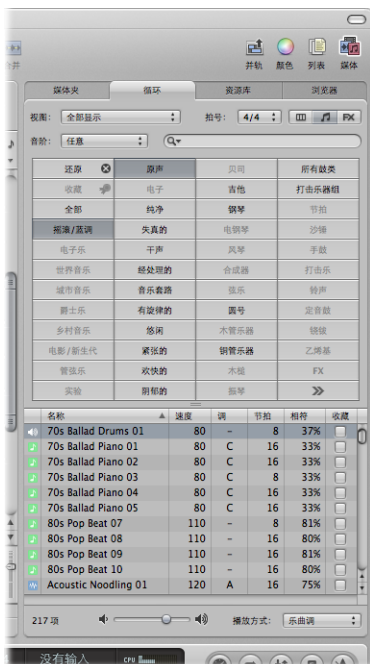 并轨 颜色 列表 媒体
媒体夹 循环 资源库 浏览器
视图: 全部显示 拍号: 4/4 FX
音阶: 任意
还原 原声 贝司 所有鼓类
收藏 电子 吉他 打击乐器组
全部 纯净 钢琴 节拍
摇滚/蓝调 失真的 电钢琴 沙锤
电子乐 干声 风琴 手鼓
世界音乐 经处理的 合成器 打击乐
城市音乐 音乐套路 弦乐 铃声
爵士乐 有旋律的 圆号 定音鼓
乡村音乐 悠闲 木管乐器 铙钹
电影/新生代 紧张的 铜管乐器 乙烯基
管弦乐 欢快的 木槌 FX
实验 阴郁的 振琴
名称 速度 调 节拍 相符 收藏
70s Ballad Drums 01 80 - 8 37%
70s Ballad Piano 01 80 C 16 33%
70s Ballad Piano 02 80 C 16 33%
70s Ballad Piano 03 80 C 8 33%
70s Ballad Piano 04 80 C 16 33%
70s Ballad Piano 05 80 C 16 33%
80s Pop Beat 07 110 - 8 81%
80s Pop Beat 08 110 - 16 80%
80s Pop Beat 09 110 - 16 81%
80s Pop Beat 10 110 - 16 80%
Acoustic Noodling 01 120 A 16 75%
217 项 播放方式: 乐曲调
没有输入 CPU